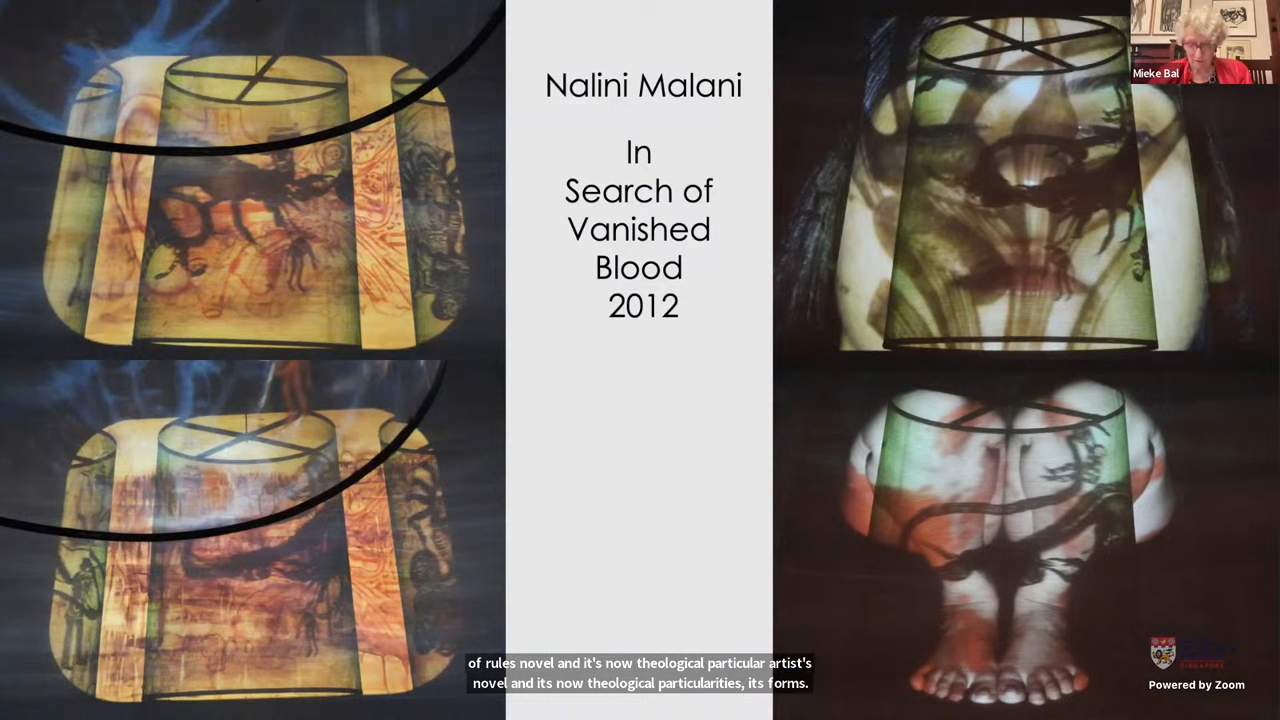 Nalini Malani
In
Search of
Vanished
Blood
2012
Mieke Bal
of rules novel and it's now theological particular artist's
novel and its now theological particularities, its forms.
SINGAPORE
Powered by Zoom